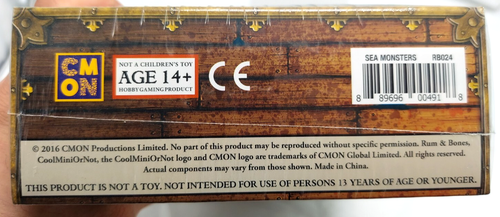 CM
ON
NOT A CHILDREN'S TOY
AGE 14+
HOBBY/GAMING PRODUCT
CE
SEA MONSTERS RB024
8 89696 00491 8
© 2016 CMON Productions Limited. No part of this product may be reproduced without specific permission. Rum & Bones,
CoolMiniOrNot, the CoolMiniOrNot logo and CMON logo are trademarks of CMON Global Limited. All rights reserved.
Actual components may vary from those shown. Made in China.
THIS PRODUCT IS NOT A TOY. NOT INTENDED FOR USE OF PERSONS 13 YEARS OF AGE OR YOUNGER.